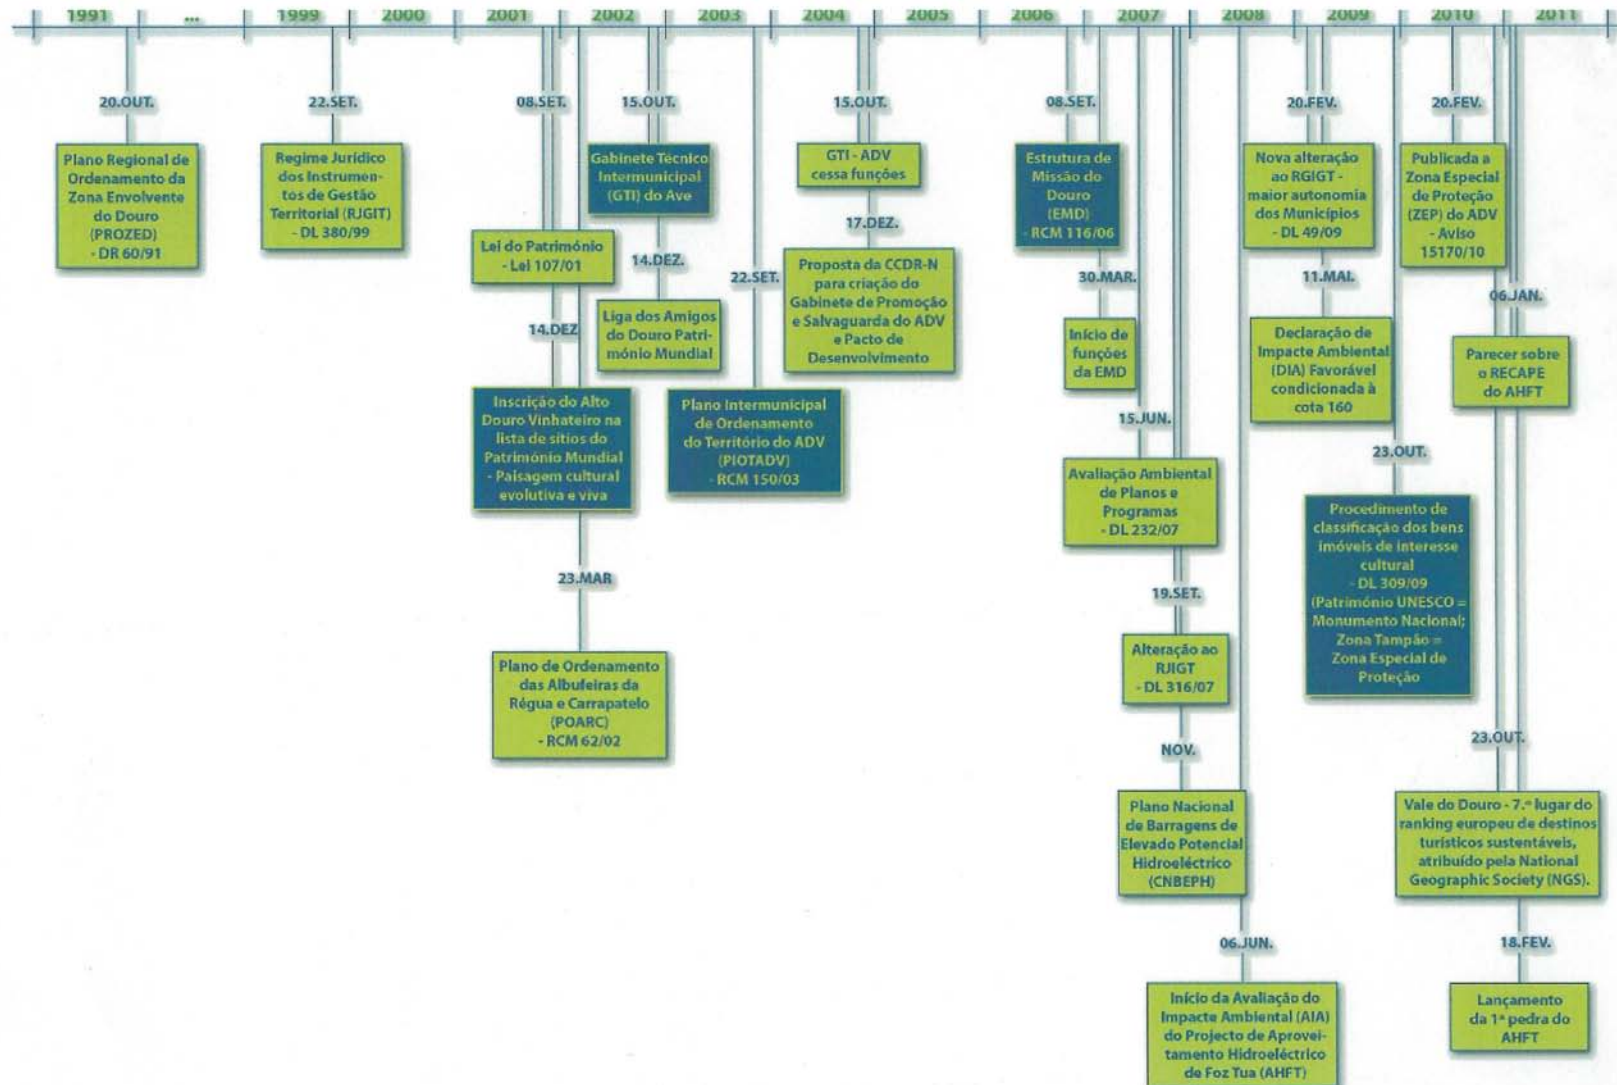 1991 ... 1999 2000 2001 2002 2003 2004 2005 2006 2007 2008 2009 2010 2011
20.OUT.
Plano Regional de
Ordenamento da
Zona Envolvente
do Douro
(PROZED)
- DR 60/91
22.SET.
Regime Jurídico
dos Instrumen-
tos de Gestão
Territorial (RJGIT)
- DL 380/99
08.SET.
Lei do Património
- Lei 107/01
14.DEZ
Inscrição do Alto
Douro Vinhateiro na
lista de sítios do
Património Mundial
- Paisagem cultural
evolutiva e viva
23.MAR
Plano de Ordenamento
das Albufeiras da
Régua e Carrapatelo
(POARC)
- RCM 62/02
15.OUT.
Gabinete Técnico
Intermunicipal
(GTI) do Ave
14.DEZ.
Liga dos Amigos
do Douro Patri-
mónio Mundial
22.SET.
Plano Intermunicipal
de Ordenamento
do Território do ADV
(PIOTADV)
- RCM 150/03
15.OUT.
GTI - ADV
cessa funções
17.DEZ.
Proposta da CCDR-N
para criação do
Gabinete de Promoção
e Salvaguarda do ADV
e Pacto de
Desenvolvimento
08.SET.
Estrutura de
Missão do
Douro
(EMD)
- RCM 116/06
30.MAR.
Início de
funções
da EMD
15.JUN.
Avaliação Ambiental
de Planos e
Programas
- DL 232/07
19.SET.
Alteração ao
RJIGT
- DL 316/07
NOV.
Plano Nacional
de Barragens de
Elevado Potencial
Hidroeléctrico
(CNBEPH)
06.JUN.
Início da Avaliação do
Impacte Ambiental (AIA)
do Projecto de Aprovei-
tamento Hidroeléctrico
de Foz Tua (AHFT)
20.FEV.
Nova alteração
ao RGIGT -
maior autonomia
dos Municípios
- DL 49/09
11.MAI.
Declaração de
Impacte Ambiental
(DIA) Favorável
condicionada à
cota 160
23.OUT.
Procedimento de
classificação dos bens
imóveis de interesse
cultural
- DL 309/09
(Património UNESCO =
Monumento Nacional;
Zona Tampão =
Zona Especial de
Proteção
20.FEV.
Publicada a
Zona Especial
de Proteção
(ZEP) do ADV
- Aviso
15170/10
06.JAN.
Parecer sobre
o RECAPE
do AHFT
23.OUT.
Vale do Douro - 7.º lugar do
ranking europeu de destinos
turísticos sustentáveis,
atribuído pela National
Geographic Society (NGS).
18.FEV.
Lançamento
da 1ª pedra do
AHFT